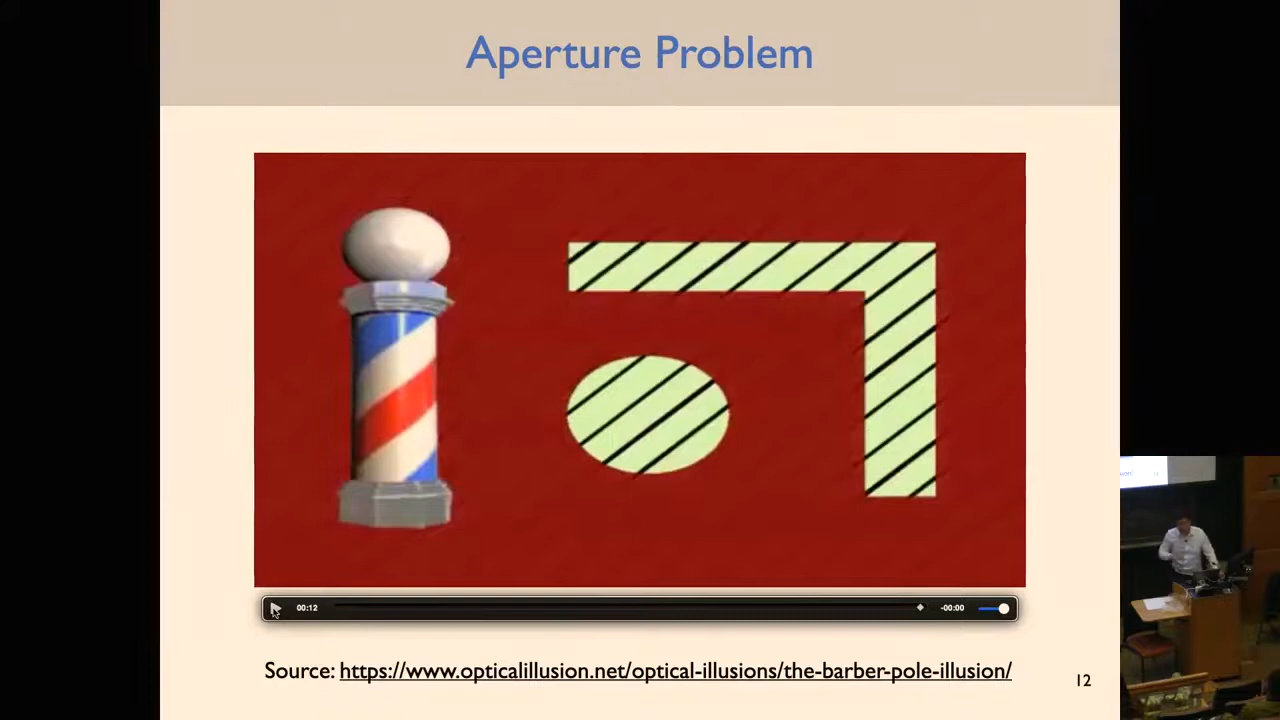 Aperture Problem
00:12
-00:00
Source: https://www.opticalillusion.net/optical-illusions/the-barber-pole-illusion/
12